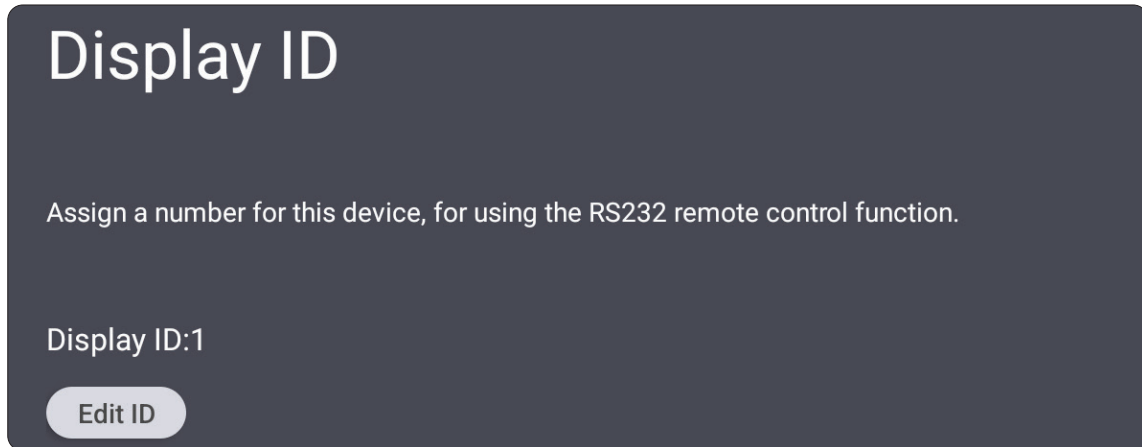 Display ID
Assign a number for this device, for using the RS232 remote control function.
Display ID:1
Edit ID